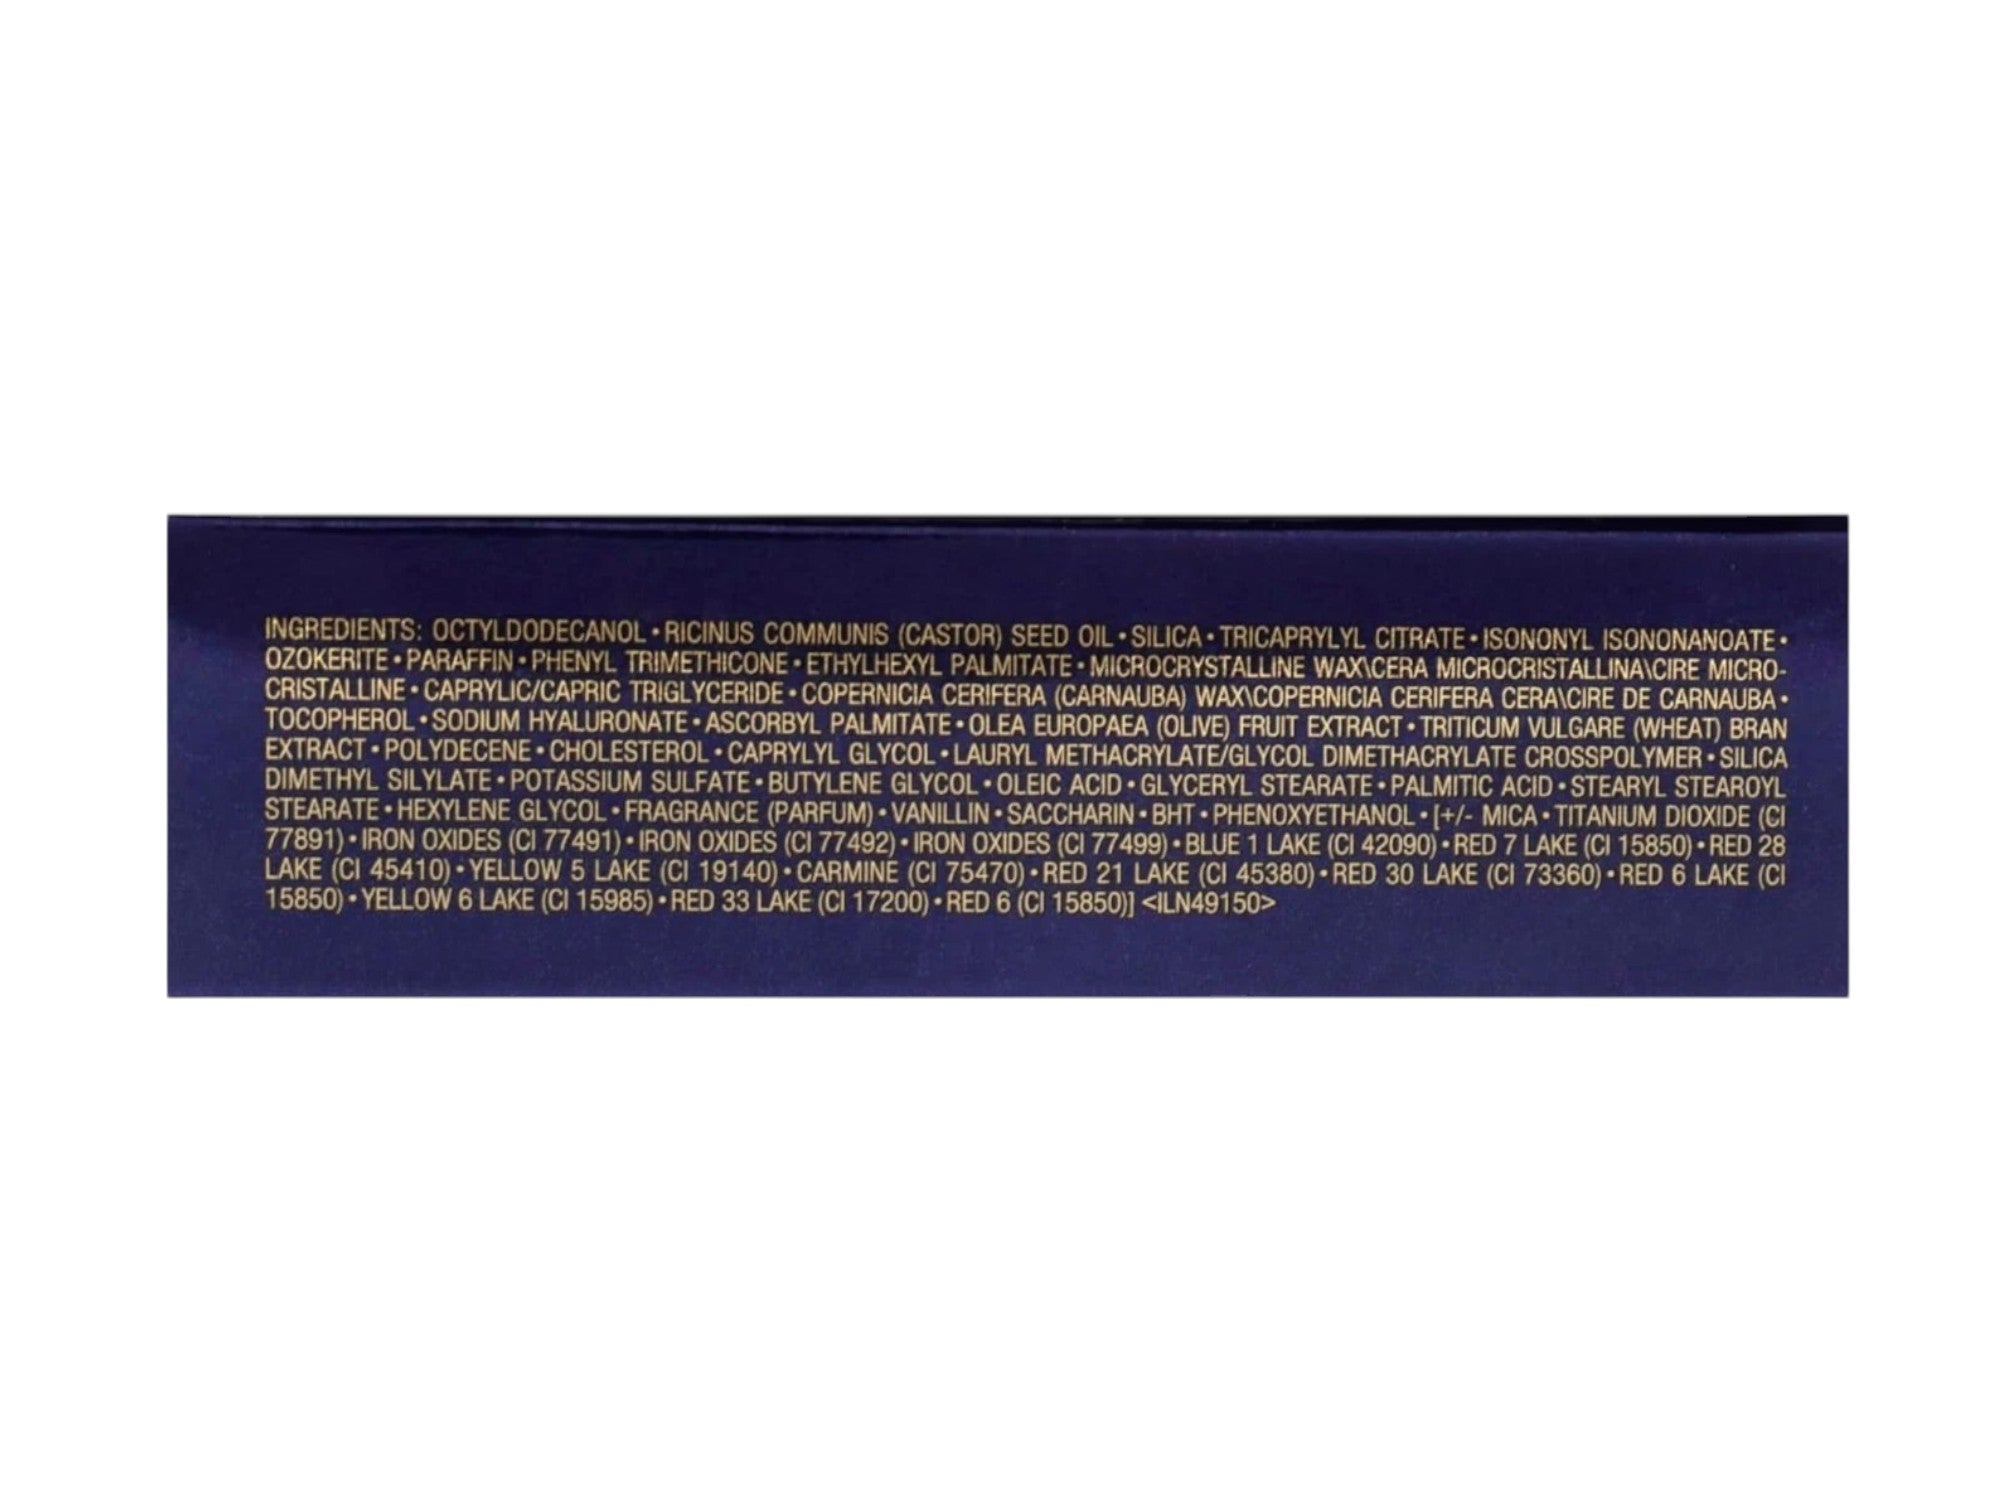 INGREDIENTS: OCTYLDODECANOL • RICINUS COMMUNIS (CASTOR) SEED OIL • SILICA • TRICAPRYLYL CITRATE • ISONONYL ISONONANOATE •
OZOKERITE • PARAFFIN • PHENYL TRIMETHICONE • ETHYLHEXYL PALMITATE • MICROCRYSTALLINE WAX\CERA MICROCRISTALLINA\CIRE MICRO-
CRISTALLINE • CAPRYLIC/CAPRIC TRIGLYCERIDE • COPERNICIA CERIFERA (CARNAUBA) WAX\COPERNICIA CERIFERA CERA\CIRE DE CARNAUBA •
TOCOPHEROL • SODIUM HYALURONATE • ASCORBYL PALMITATE • OLEA EUROPAEA (OLIVE) FRUIT EXTRACT • TRITICUM VULGARE (WHEAT) BRAN
EXTRACT • POLYDECENE • CHOLESTEROL • CAPRYLYL GLYCOL • LAURYL METHACRYLATE/GLYCOL DIMETHACRYLATE CROSSPOLYMER • SILICA
DIMETHYL SILYLATE • POTASSIUM SULFATE • BUTYLENE GLYCOL • OLEIC ACID • GLYCERYL STEARATE • PALMITIC ACID • STEARYL STEAROYL
STEARATE • HEXYLENE GLYCOL • FRAGRANCE (PARFUM) • VANILLIN • SACCHARIN • BHT • PHENOXYETHANOL • [+/- MICA • TITANIUM DIOXIDE (CI
77891) • IRON OXIDES (CI 77491) • IRON OXIDES (CI 77492) • IRON OXIDES (CI 77499) • BLUE 1 LAKE (CI 42090) • RED 7 LAKE (CI 15850) • RED 28
LAKE (CI 45410) • YELLOW 5 LAKE (CI 19140) • CARMINE (CI 75470) • RED 21 LAKE (CI 45380) • RED 30 LAKE (CI 73360) • RED 6 LAKE (CI
15850) • YELLOW 6 LAKE (CI 15985) • RED 33 LAKE (CI 17200) • RED 6 (CI 15850)] <ILN49150>